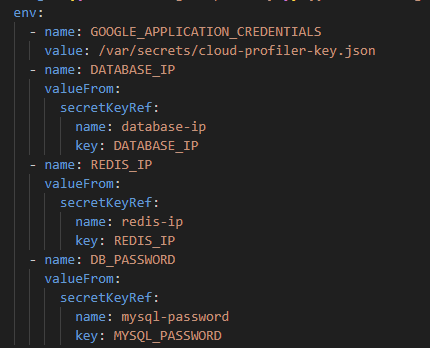 env:
- name: GOOGLE_APPLICATION_CREDENTIALS
value: /var/secrets/cloud-profiler-key.json
- name: DATABASE_IP
valueFrom:
secretKeyRef:
name: database-ip
key: DATABASE_IP
- name: REDIS_IP
valueFrom:
secretKeyRef:
name: redis-ip
key: REDIS_IP
- name: DB_PASSWORD
valueFrom:
secretKeyRef:
name: mysql-password
key: MYSQL_PASSWORD